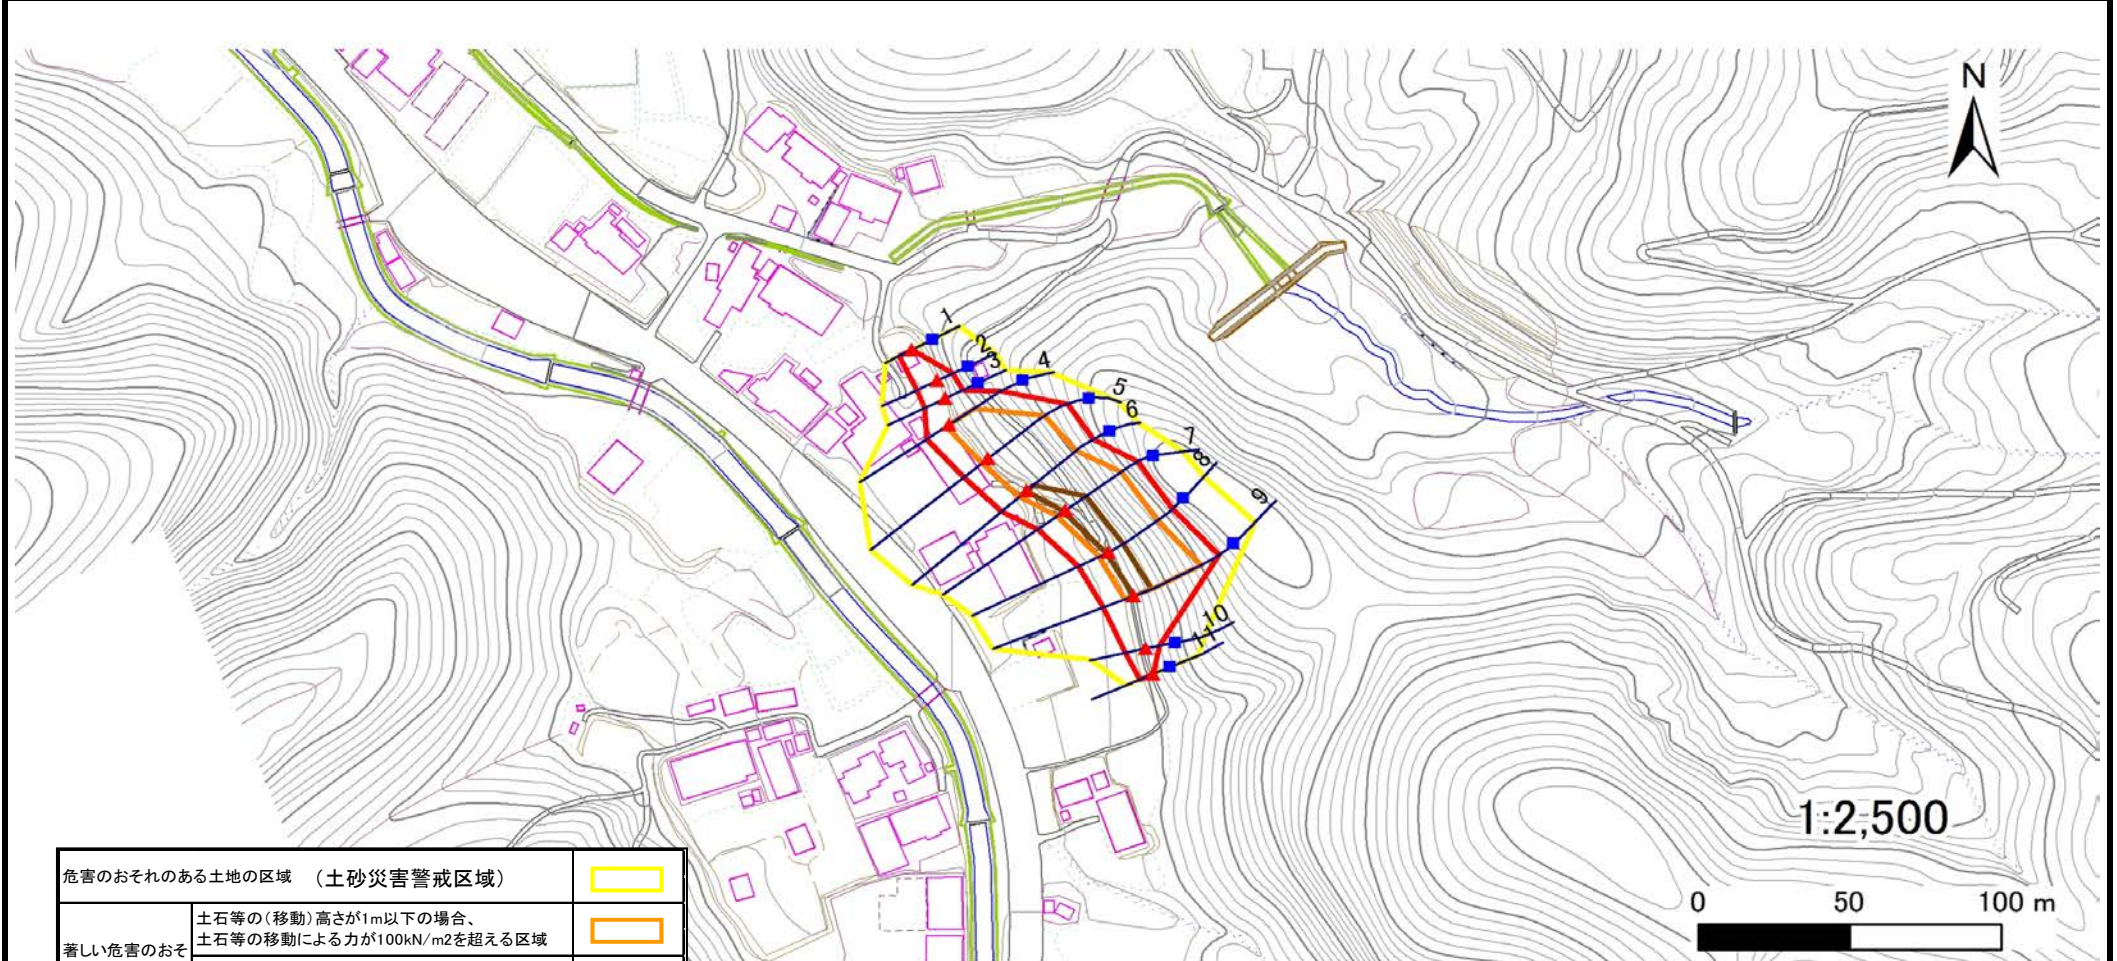 N
1
2
3
4
5
6
7
8
9
10
11
1:2,500
0 50 100 m
危害のおそれのある土地の区域 （土砂災害警戒区域）
土石等の(移動)高さが1m以下の場合、
土石等の移動による力が100kN/m2を超える区域
著しい危害のおそ